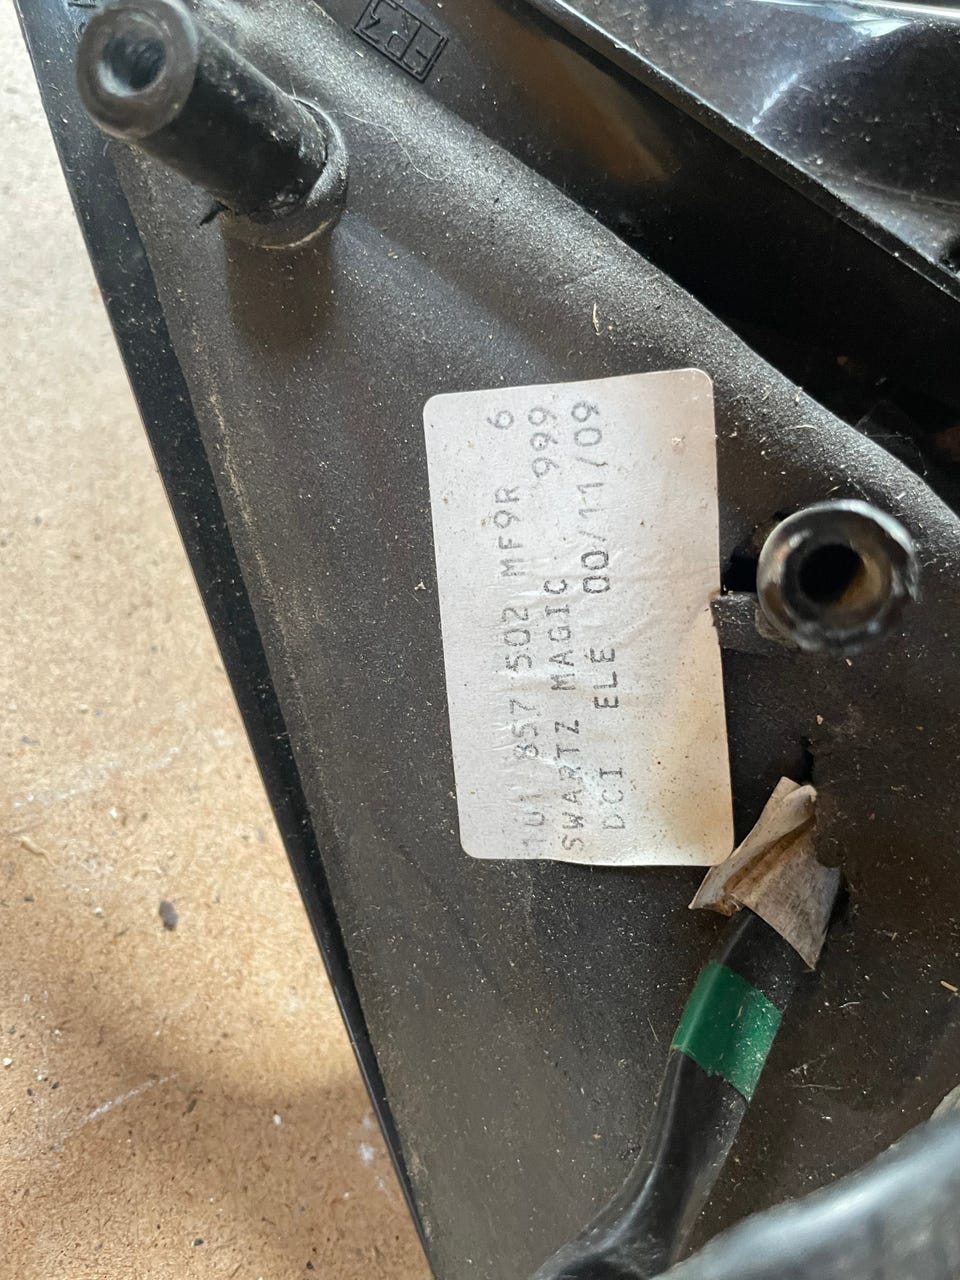 1U1 857 502 MF9R 6
SWARTZ MAGIC 999
DCI ELE 00/11/09